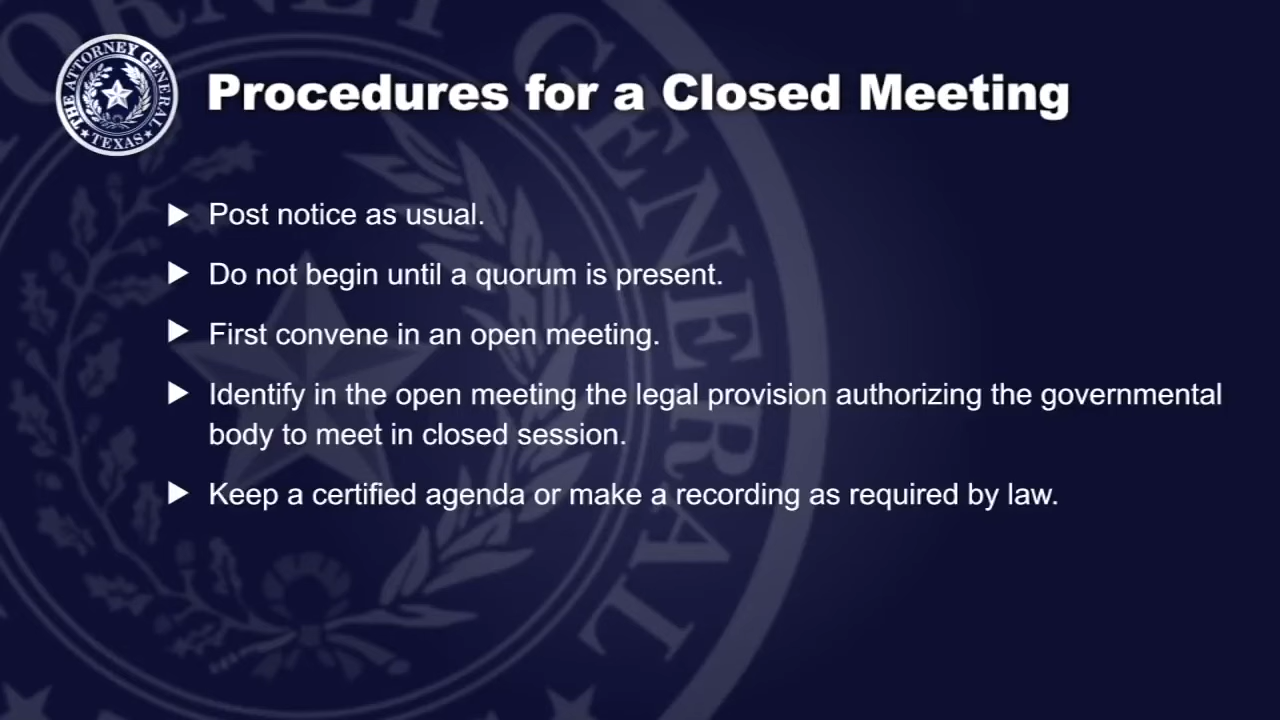 THE ATTORNEY GENERAL
TEXAS
Procedures for a Closed Meeting
Post notice as usual.
Do not begin until a quorum is present.
First convene in an open meeting.
Identify in the open meeting the legal provision authorizing the governmental
body to meet in closed session.
Keep a certified agenda or make a recording as required by law.
NEY GENERAL